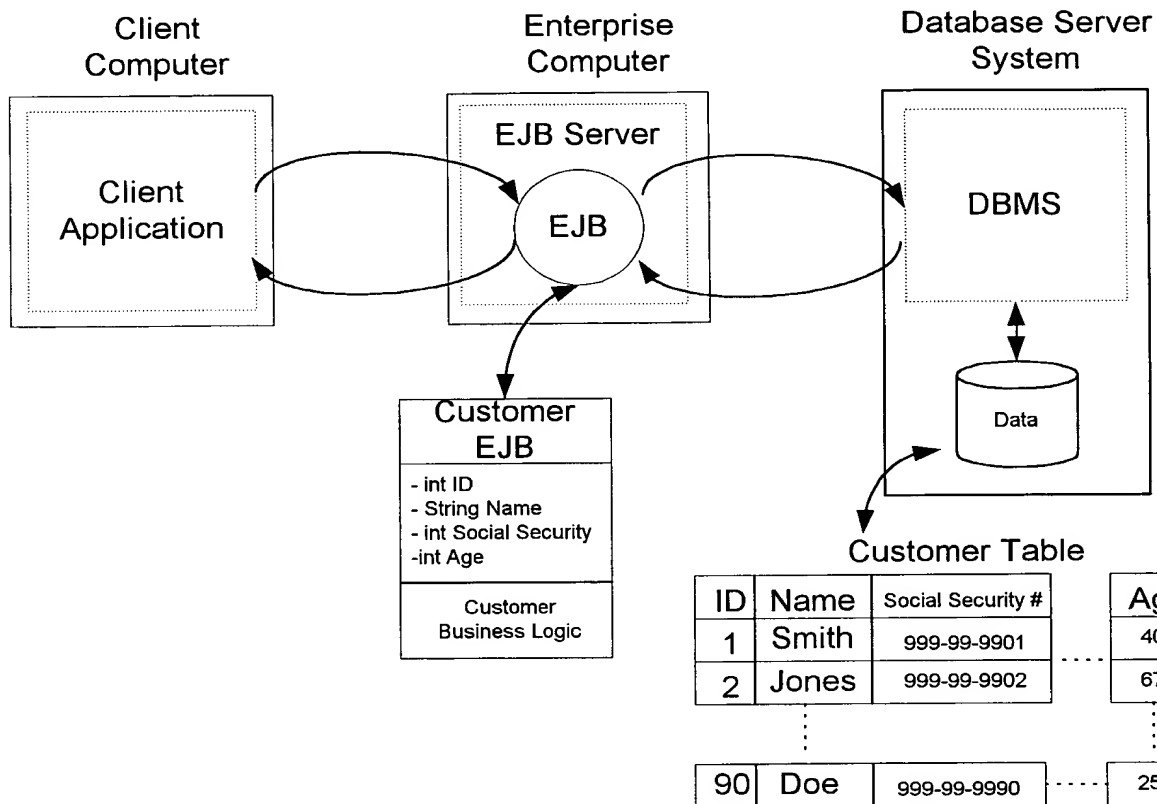 Client
Computer
Enterprise
Computer
Database Server
System
Client
Application
EJB Server
EJB
DBMS
Data
Customer
EJB
- int ID
- String Name
- int Social Security
-int Age
Customer
Business Logic
Customer Table
ID Name Social Security # Ag
1 Smith 999-99-9901 40
2 Jones 999-99-9902 67
90 Doe 999-99-9990 25